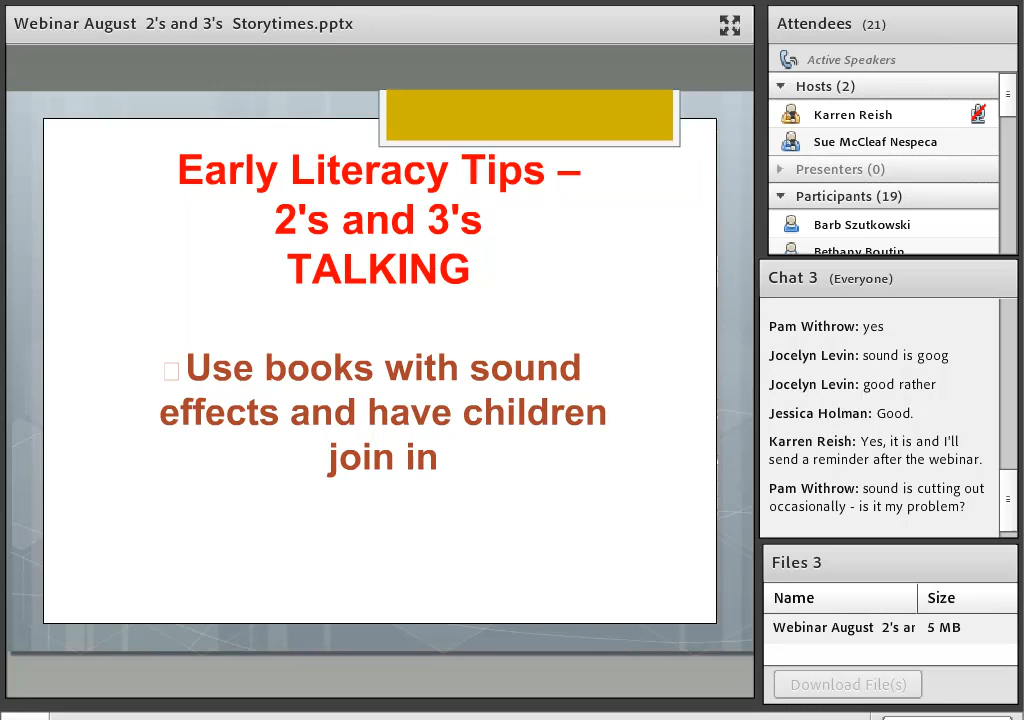 Webinar August 2's and 3's Storytimes.pptx
Early Literacy Tips –
2's and 3's
TALKING
Use books with sound
effects and have children
join in
Attendees (21)
Active Speakers
Hosts (2)
Karren Reish
Sue McCleaf Nespeca
Presenters (0)
Participants (19)
Barb Szutkowski
Bethany Boutin
Chat 3 (Everyone)
Pam Withrow: yes
Jocelyn Levin: sound is goog
Jocelyn Levin: good rather
Jessica Holman: Good.
Karren Reish: Yes, it is and I'll
send a reminder after the webinar.
Pam Withrow: sound is cutting out
occasionally - is it my problem?
Files 3
Name Size
Webinar August 2's ar 5 MB
Download File(s)